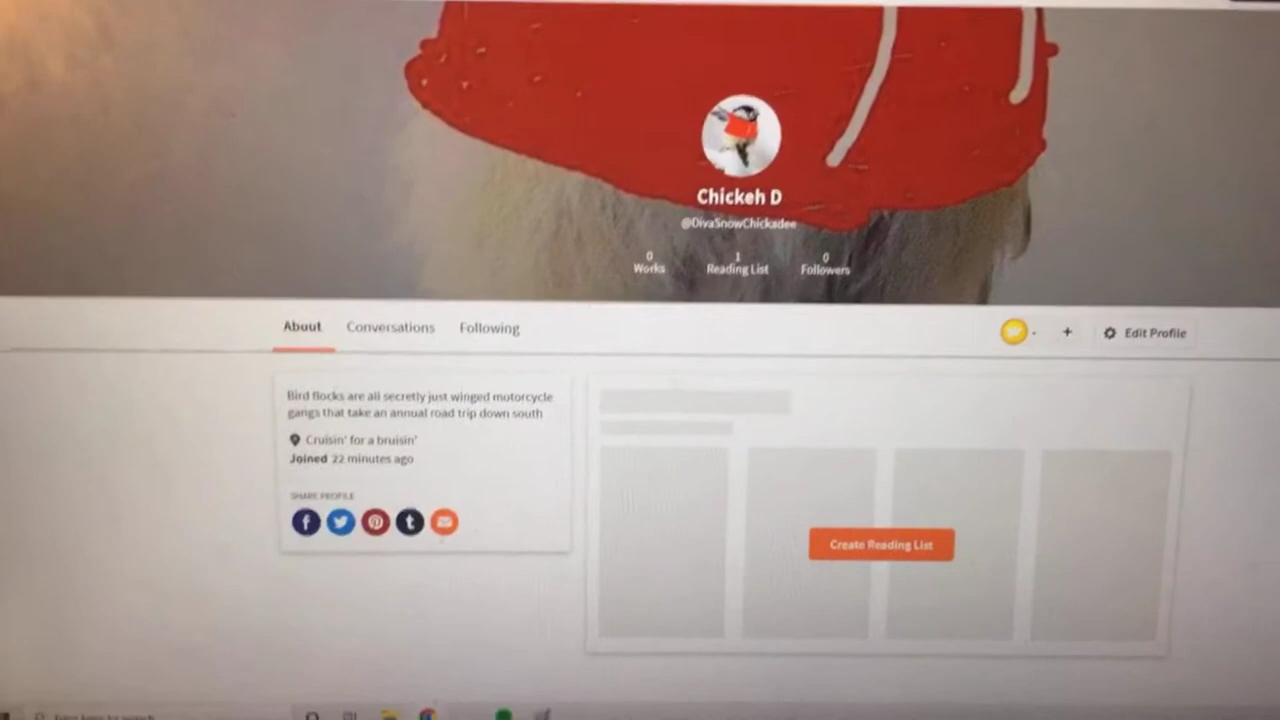 Chickeh D
@DivaSnowChickadee
0 1 0
Works Reading List Followers
About Conversations Following
+ Edit Profile
Bird flocks are all secretly just winged motorcycle
gangs that take an annual road trip down south
Cruisin' for a bruisin'
Joined 22 minutes ago
SHARE PROFILE
Create Reading List